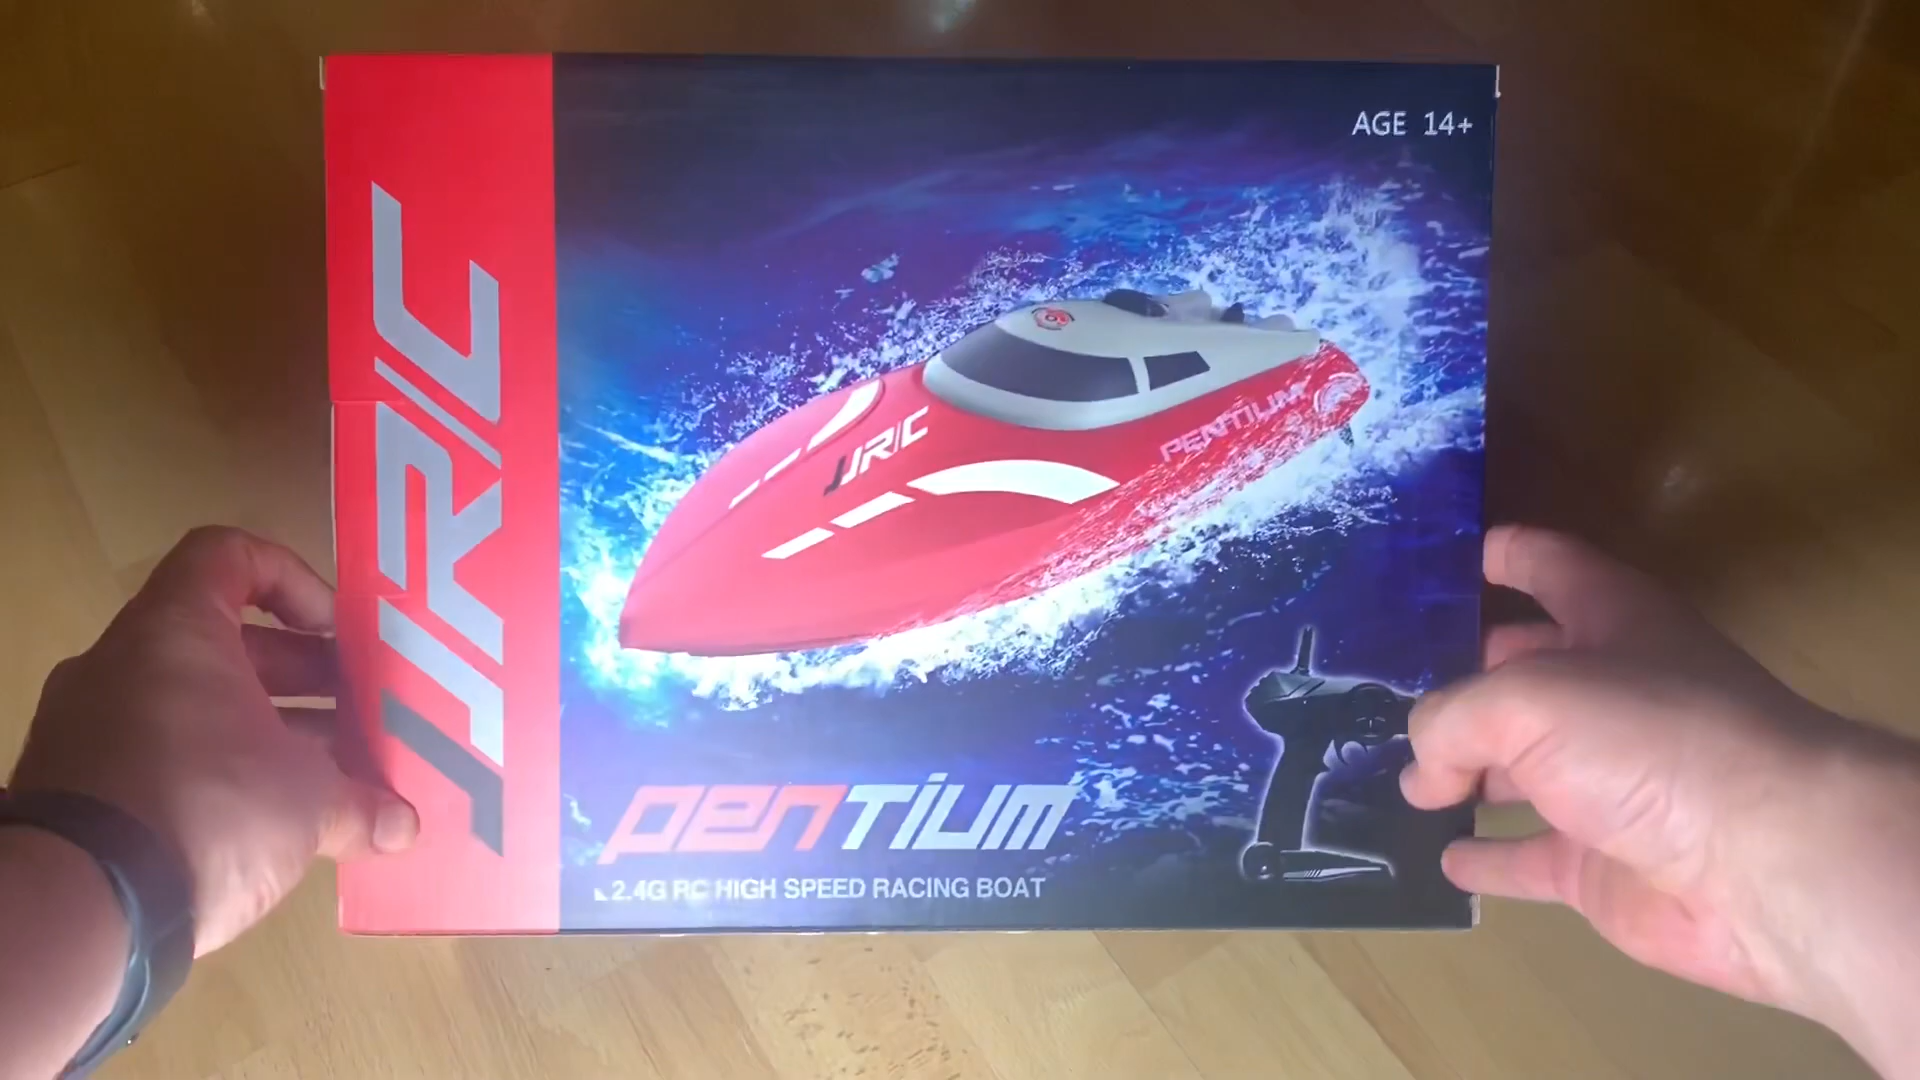 JJRC
AGE 14+
JJRC
PENTIUM
penTiUm
2.4G RC HIGH SPEED RACING BOAT